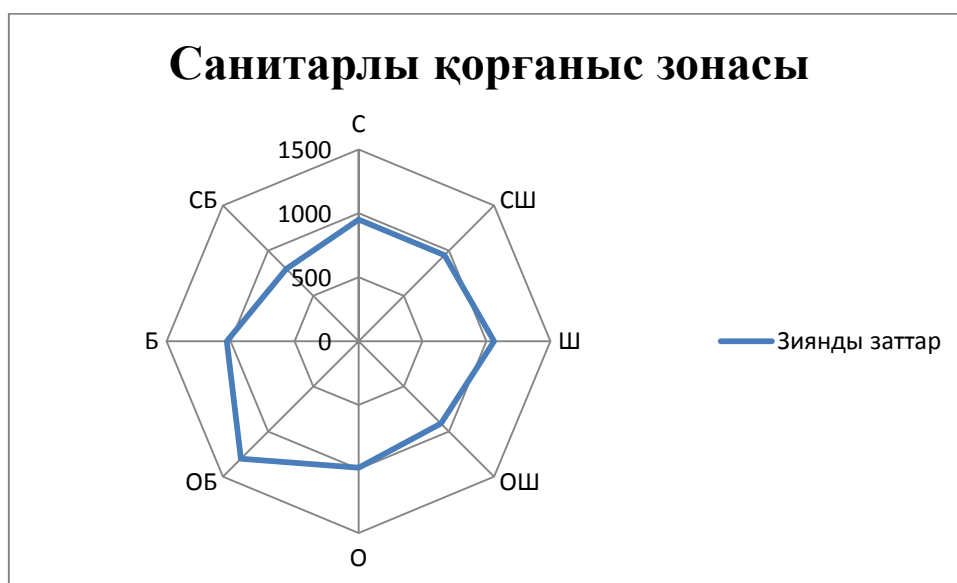 Санитарлы қорғаныс зонасы
С
1500
СБ
СШ
1000
500
Б
0
Ш
Зиянды заттар
ОБ
ОШ
О